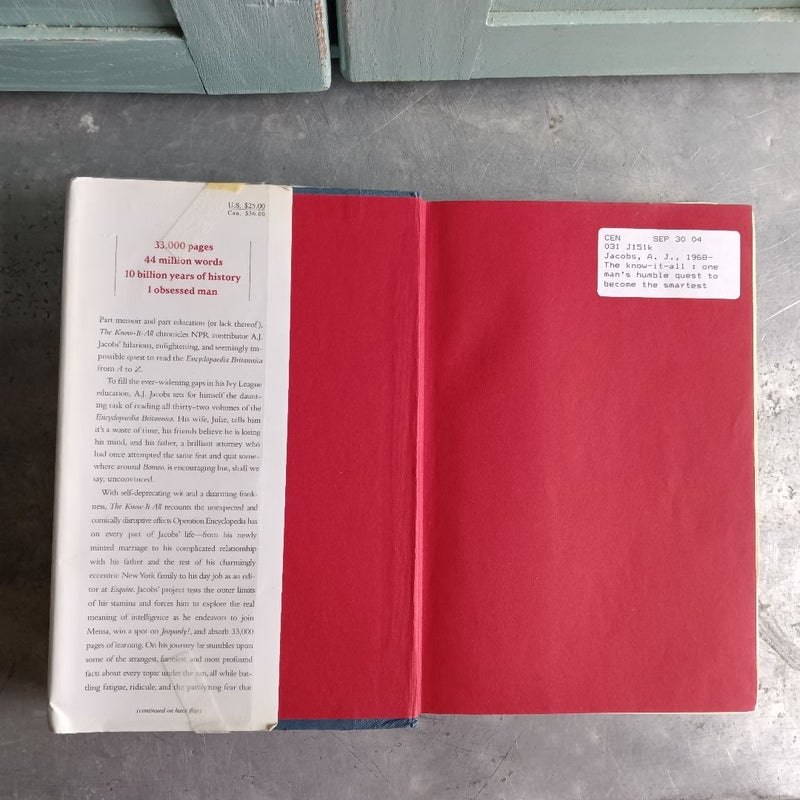 U.S. $25.00
Can. $36.00
33,000 pages
44 million words
10 billion years of history
1 obsessed man
Part memoir and part education (or lack thereof),
The Know-It-All chronicles NPR contributor A.J.
Jacobs' hilarious, enlightening, and seemingly im-
possible quest to read the Encyclopaedia Britannica
from A to Z.
To fill the ever-widening gaps in his Ivy League
education, A.J. Jacobs sets for himself the daunt-
ing task of reading all thirty-two volumes of the
Encyclopaedia Britannica. His wife, Julie, tells him
it's a waste of time, his friends believe he is losing
his mind, and his father, a brilliant attorney who
had once attempted the same feat and quit some-
where around Borneo, is encouraging but, shall we
say, unconvinced.
With self-deprecating wit and a disarming frank-
ness, The Know-It-All recounts the unexpected and
comically disruptive effects Operation Encyclopedia has
on every part of Jacobs' life—from his newly
minted marriage to his complicated relationship
with his father and the rest of his charmingly
eccentric New York family to his day job as an edi-
tor at Esquire. Jacobs' project tests the outer limits
of his stamina and forces him to explore the real
meaning of intelligence as he endeavors to join
Mensa, win a spot on Jeopardy!, and absorb 33,000
pages of learning. On his journey he stumbles upon
some of the strangest, funniest, and most profound
facts about every topic under the sun, all while bat-
tling fatigue, ridicule, and the paralyzing fear that
(continued on back flap)
CEN SEP 30 04
031 J151k
Jacobs, A. J., 1968-
The know-it-all : one
man's humble quest to
become the smartest